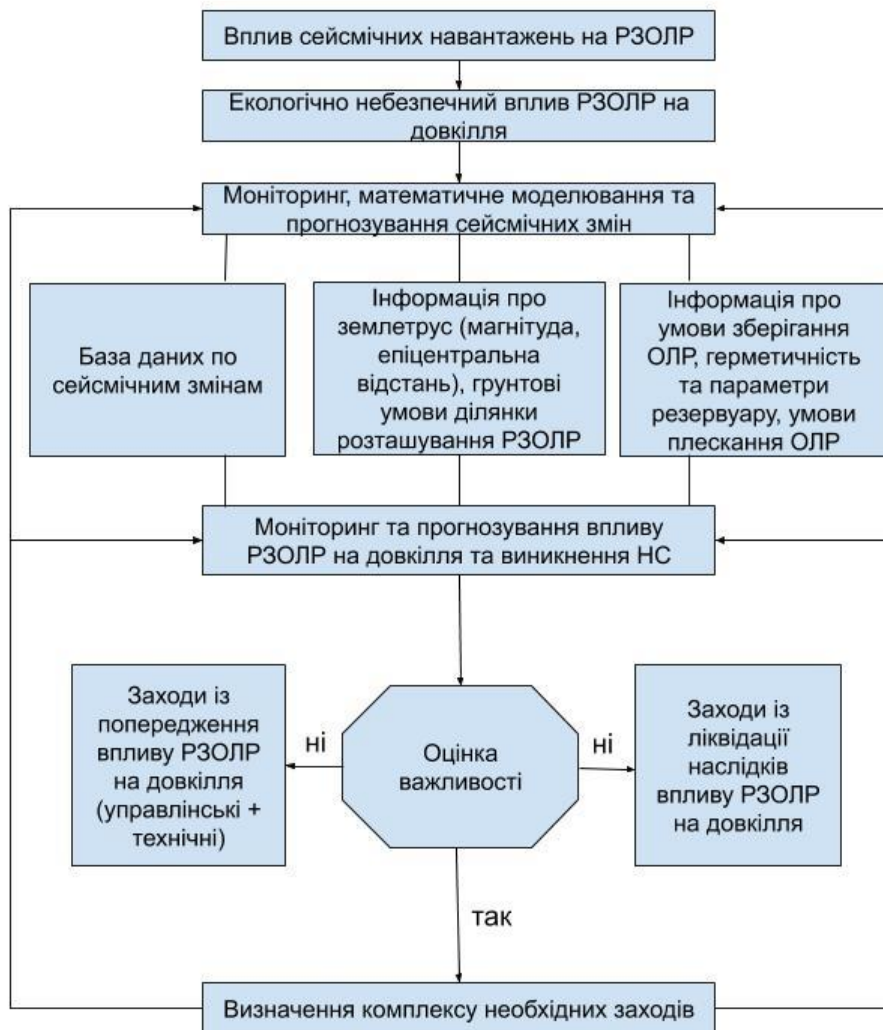 Вплив сейсмічних навантажень на РЗОЛР
Екологічно небезпечний вплив РЗОЛР на
довкілля
Моніторинг, математичне моделювання та
прогнозування сейсмічних змін
База даних по
сейсмічним змінам
Інформація про
землетрус (магнітуда,
епіцентральна
відстань), грунтові
умови ділянки
розташування РЗОЛР
Інформація про
умови зберігання
ОЛР, герметичність
та параметри
резервуару, умови
плескання ОЛР
Моніторинг та прогнозування впливу
РЗОЛР на довкілля та виникнення НС
Заходи із
попередження
впливу РЗОЛР
на довкілля
(управлінські +
технічні)
ні
Оцінка
важливості
ні
Заходи із
ліквідації
наслідків
впливу РЗОЛР
на довкілля
так
Визначення комплексу необхідних заходів